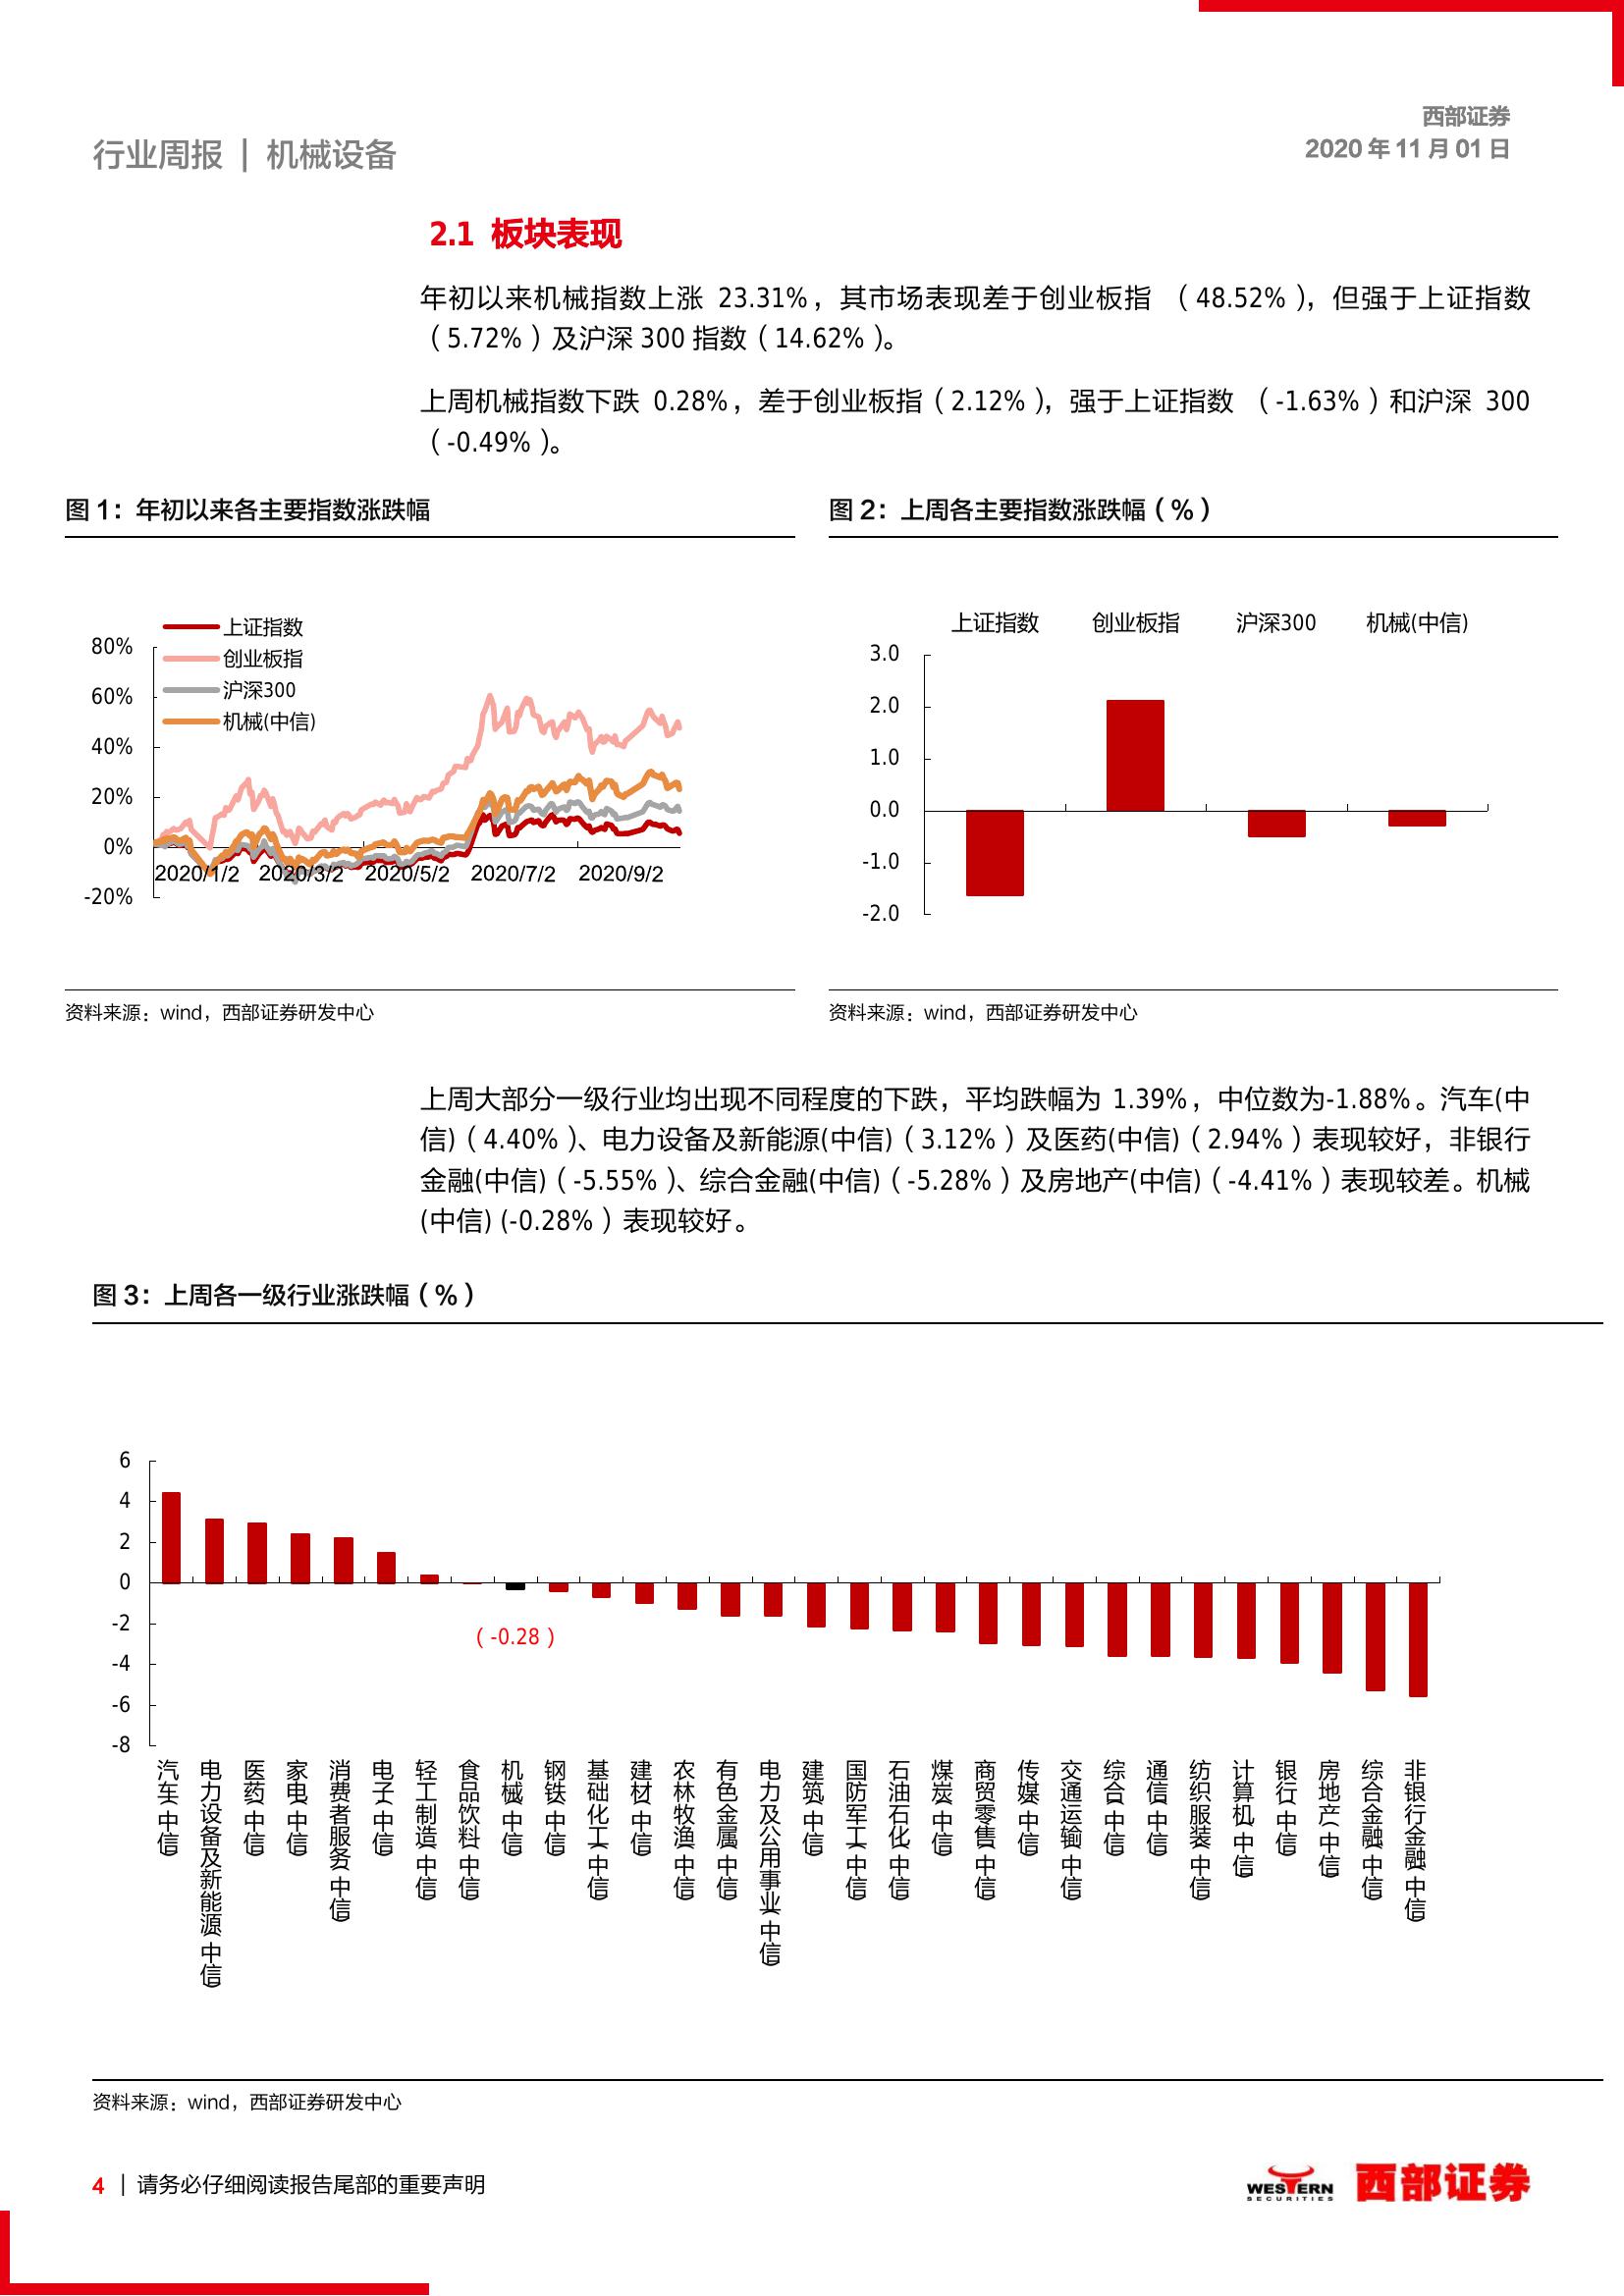 西部证券
2020 年 11 月 01 日
行业周报 | 机械设备
2.1 板块表现
年初以来机械指数上涨 23.31%，其市场表现差于创业板指 （48.52%），但强于上证指数
（5.72%）及沪深 300 指数（14.62%）。
上周机械指数下跌 0.28%，差于创业板指（2.12%），强于上证指数 （-1.63%）和沪深 300
（-0.49%）。
图 1：年初以来各主要指数涨跌幅
上证指数
创业板指
沪深300
机械(中信)
80%
60%
40%
20%
0%
-20%
2020/1/2 2020/3/2 2020/5/2 2020/7/2 2020/9/2
资料来源：wind，西部证券研发中心
图 2：上周各主要指数涨跌幅（%）
上证指数 创业板指 沪深300 机械(中信)
3.0
2.0
1.0
0.0
-1.0
-2.0
资料来源：wind，西部证券研发中心
上周大部分一级行业均出现不同程度的下跌，平均跌幅为 1.39%，中位数为-1.88%。汽车(中
信)（4.40%）、电力设备及新能源(中信)（3.12%）及医药(中信)（2.94%）表现较好，非银行
金融(中信)（-5.55%）、综合金融(中信)（-5.28%）及房地产(中信)（-4.41%）表现较差。机械
(中信) (-0.28%）表现较好。
图 3：上周各一级行业涨跌幅（%）
6
4
2
0
-2
-4
-6
-8
（-0.28）
汽车(中信)
电力设备及新能源(中信)
医药(中信)
家电(中信)
消费者服务(中信)
电子(中信)
轻工制造(中信)
食品饮料(中信)
机械(中信)
钢铁(中信)
基础化工(中信)
建材(中信)
农林牧渔(中信)
有色金属(中信)
电力及公用事业(中信)
建筑(中信)
国防军工(中信)
石油石化(中信)
煤炭(中信)
商贸零售(中信)
传媒(中信)
交通运输(中信)
综合(中信)
通信(中信)
纺织服装(中信)
计算机(中信)
银行(中信)
房地产(中信)
综合金融(中信)
非银行金融(中信)
资料来源：wind，西部证券研发中心
4 | 请务必仔细阅读报告尾部的重要声明
WESTERN
SECURITIES
西部证券